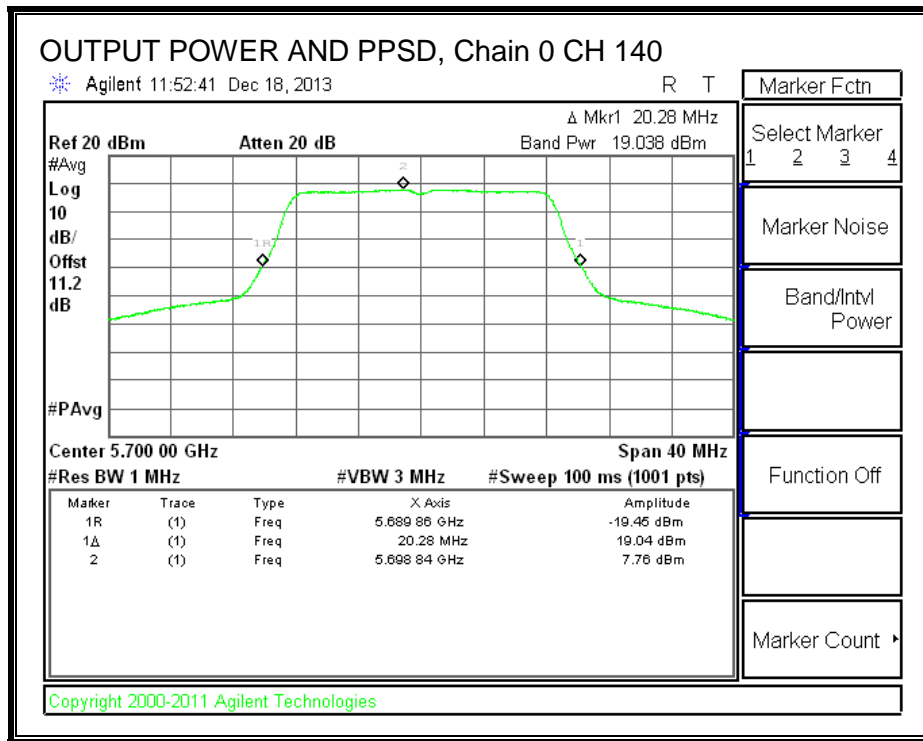 OUTPUT POWER AND PPSD, Chain 0 CH 140
Agilent 11:52:41 Dec 18, 2013 R T
Marker Fctn
Δ Mkr1 20.28 MHz
Ref 20 dBm Atten 20 dB Band Pwr 19.038 dBm
Select Marker
1 2 3 4
#Avg
Log
10
dB/
Offst
11.2
dB
2
1R
1
Marker Noise
Band/Intvl
Power
#PAvg
Center 5.700 00 GHz Span 40 MHz
#Res BW 1 MHz #VBW 3 MHz #Sweep 100 ms (1001 pts)
Function Off
Marker Trace Type X Axis Amplitude
1R (1) Freq 5.689 86 GHz -19.45 dBm
1Δ (1) Freq 20.28 MHz 19.04 dBm
2 (1) Freq 5.698 84 GHz 7.76 dBm
Marker Count
Copyright 2000-2011 Agilent Technologies